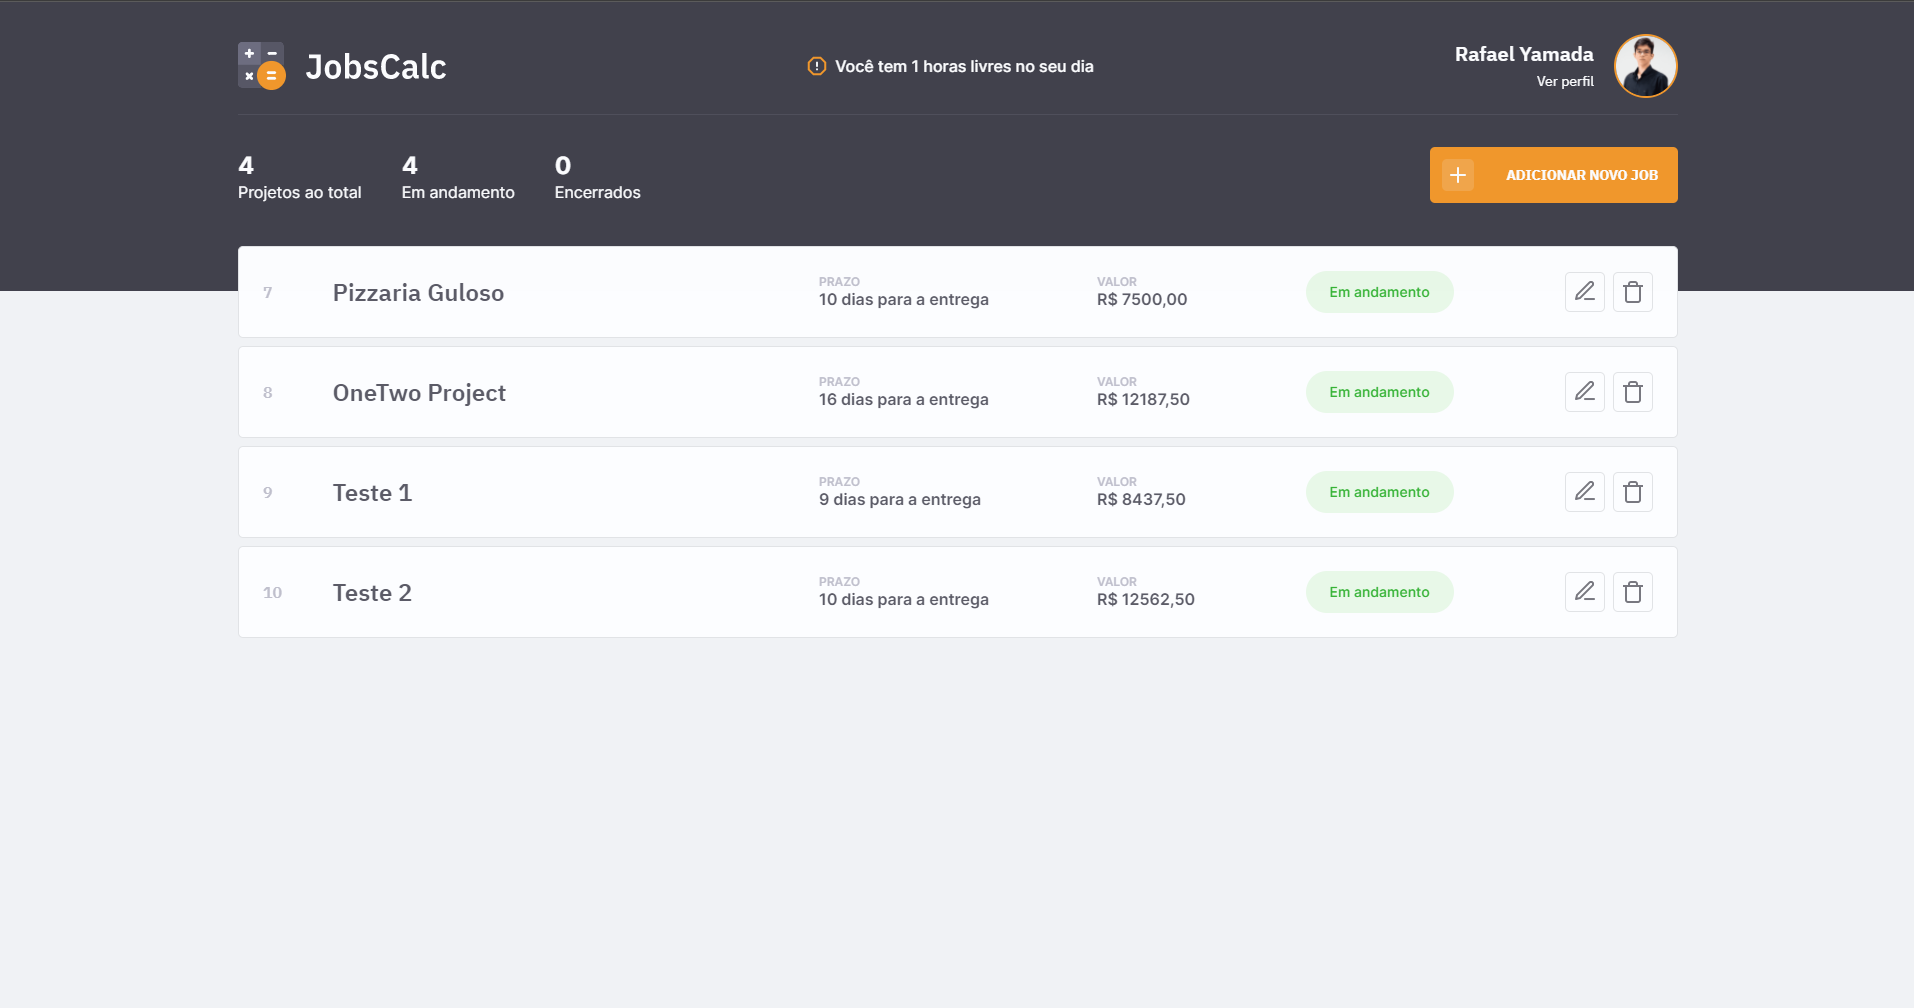 JobsCalc
Você tem 1 horas livres no seu dia
Rafael Yamada
Ver perfil
4
Projetos ao total
4
Em andamento
0
Encerrados
ADICIONAR NOVO JOB
7
Pizzaria Guloso
PRAZO
10 dias para a entrega
VALOR
R$ 7500,00
Em andamento
8
OneTwo Project
PRAZO
16 dias para a entrega
VALOR
R$ 12187,50
Em andamento
9
Teste 1
PRAZO
9 dias para a entrega
VALOR
R$ 8437,50
Em andamento
10
Teste 2
PRAZO
10 dias para a entrega
VALOR
R$ 12562,50
Em andamento